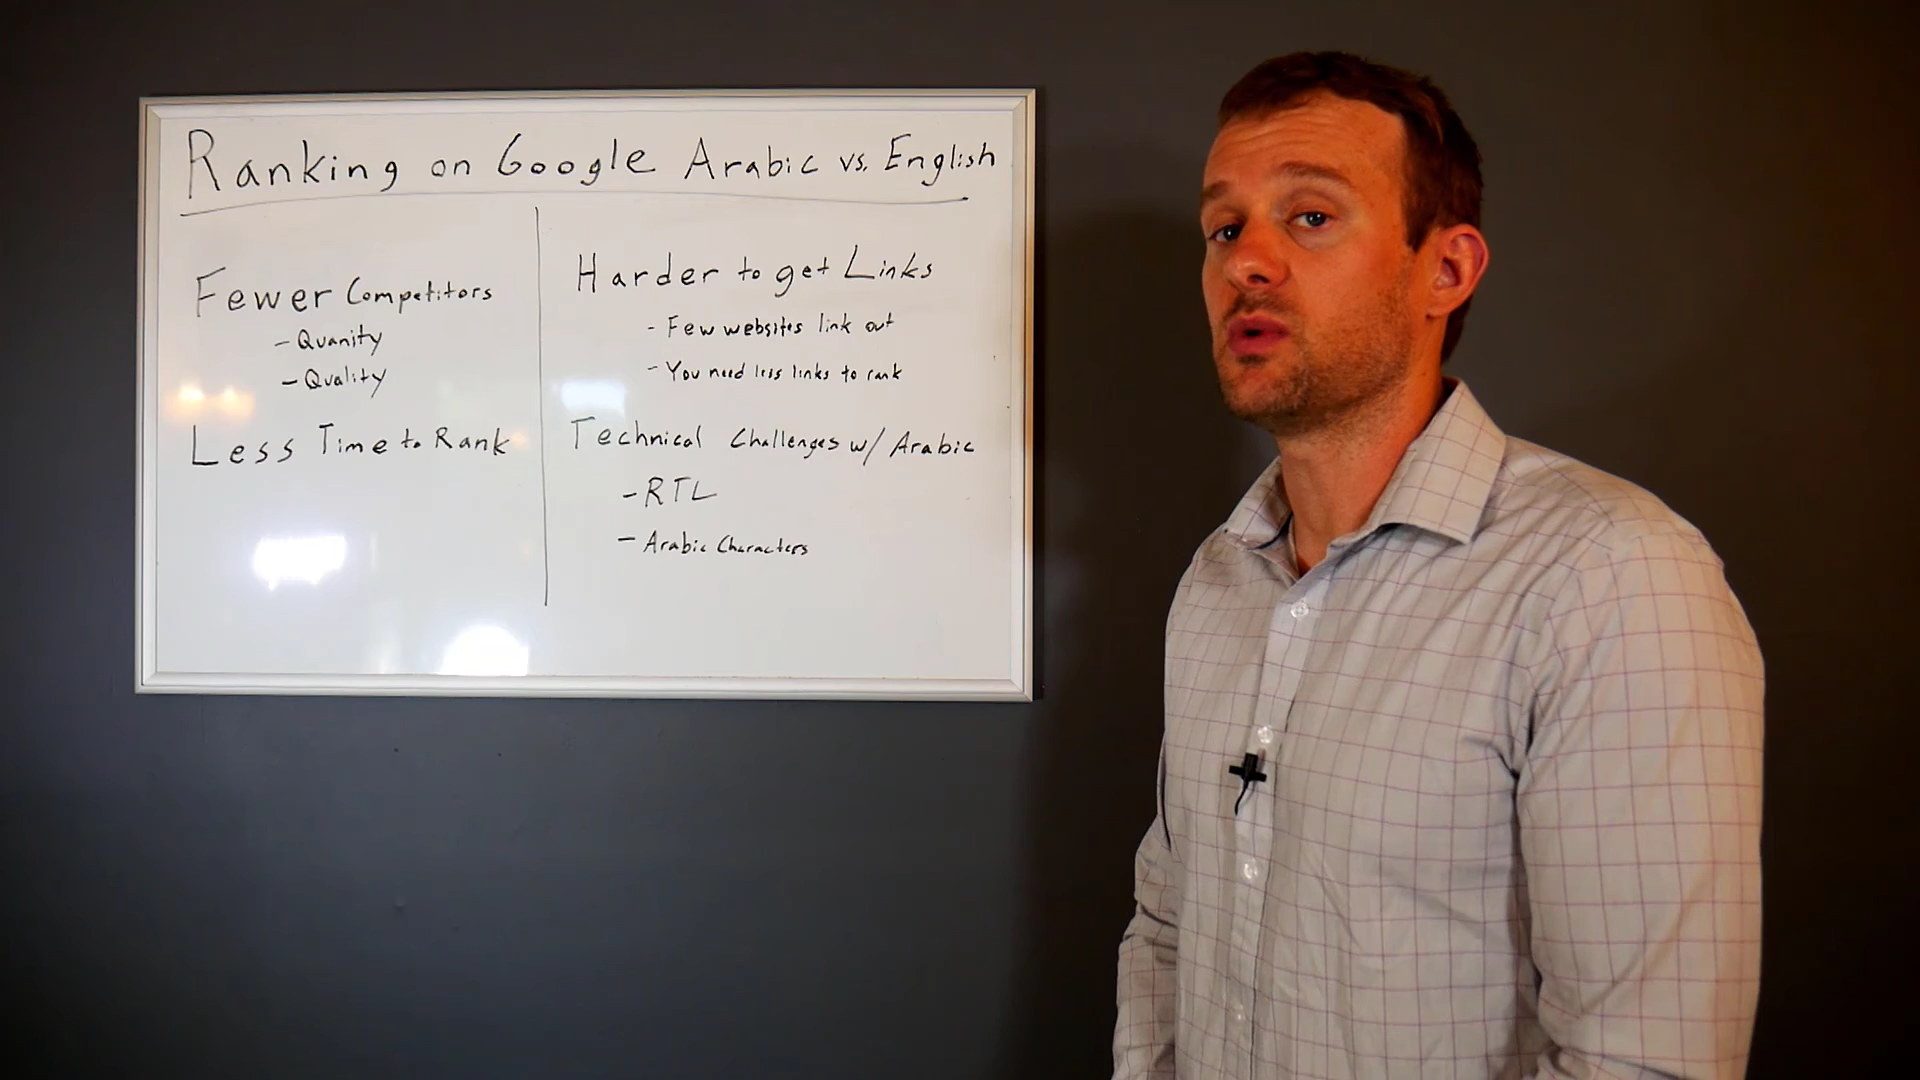 Ranking on Google Arabic vs. English
Fewer Competitors
- Quanity
- Quality
Less Time to Rank
Harder to get Links
- Few websites link out
- You need less links to rank
Technical Challenges w/ Arabic
- RTL
- Arabic Characters